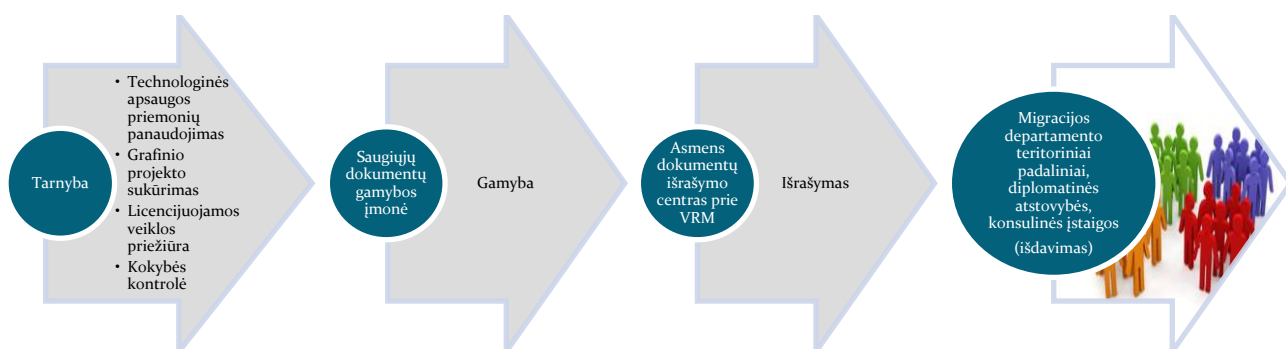 Tarnyba
• Technologinės
apsaugos
priemonių
panaudojimas
• Grafinio
projekto
sukūrimas
• Licencijuojamos
veiklos
priežiūra
• Kokybės
kontrolė
Saugiųjų
dokumentų
gamybos
įmonė
Gamyba
Asmens
dokumentų
išrašymo
centras prie
VRM
Išrašymas
Migracijos
departamento
teritoriniai
padaliniai,
diplomatinės
atstovybės,
konsulinės įstaigos
(išdavimas)